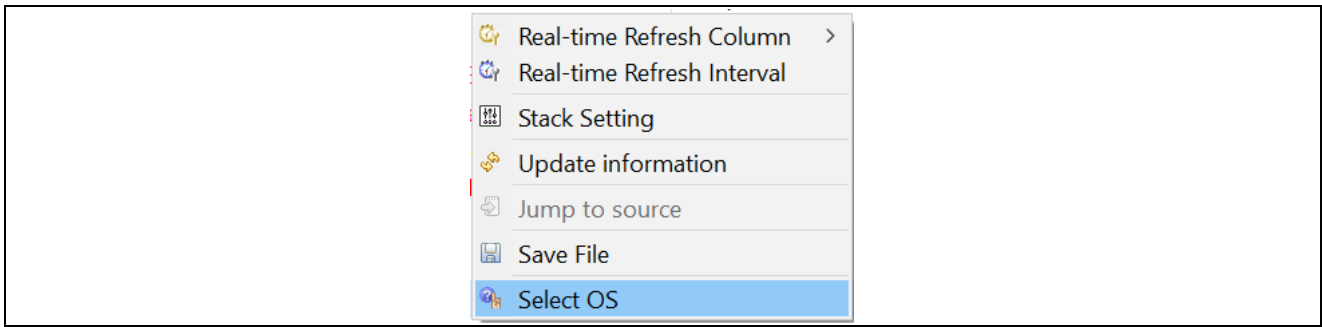 Real-time Refresh Column
Real-time Refresh Interval
Stack Setting
Update information
Jump to source
Save File
Select OS